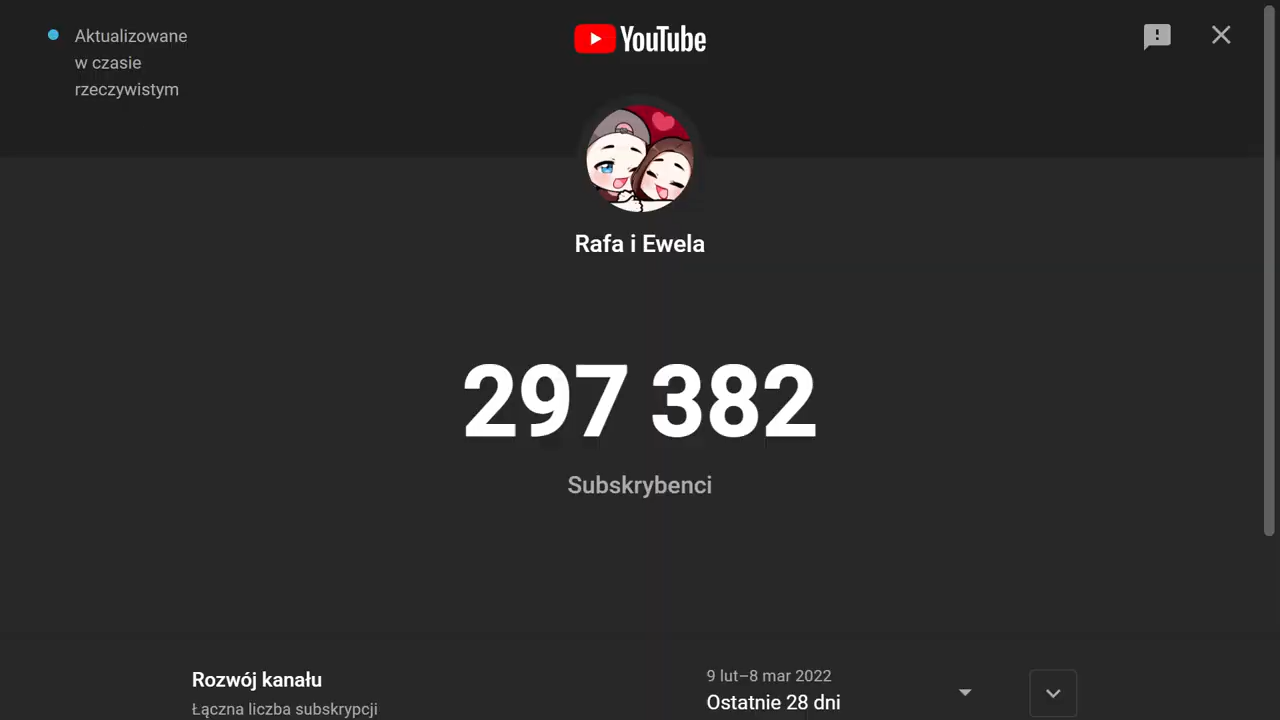 Aktualizowane
w czasie
rzeczywistym
YouTube
Rafa i Ewela
297 382
Subskrybenci
Rozwój kanału
Łączna liczba subskrypcji
9 lut–8 mar 2022
Ostatnie 28 dni